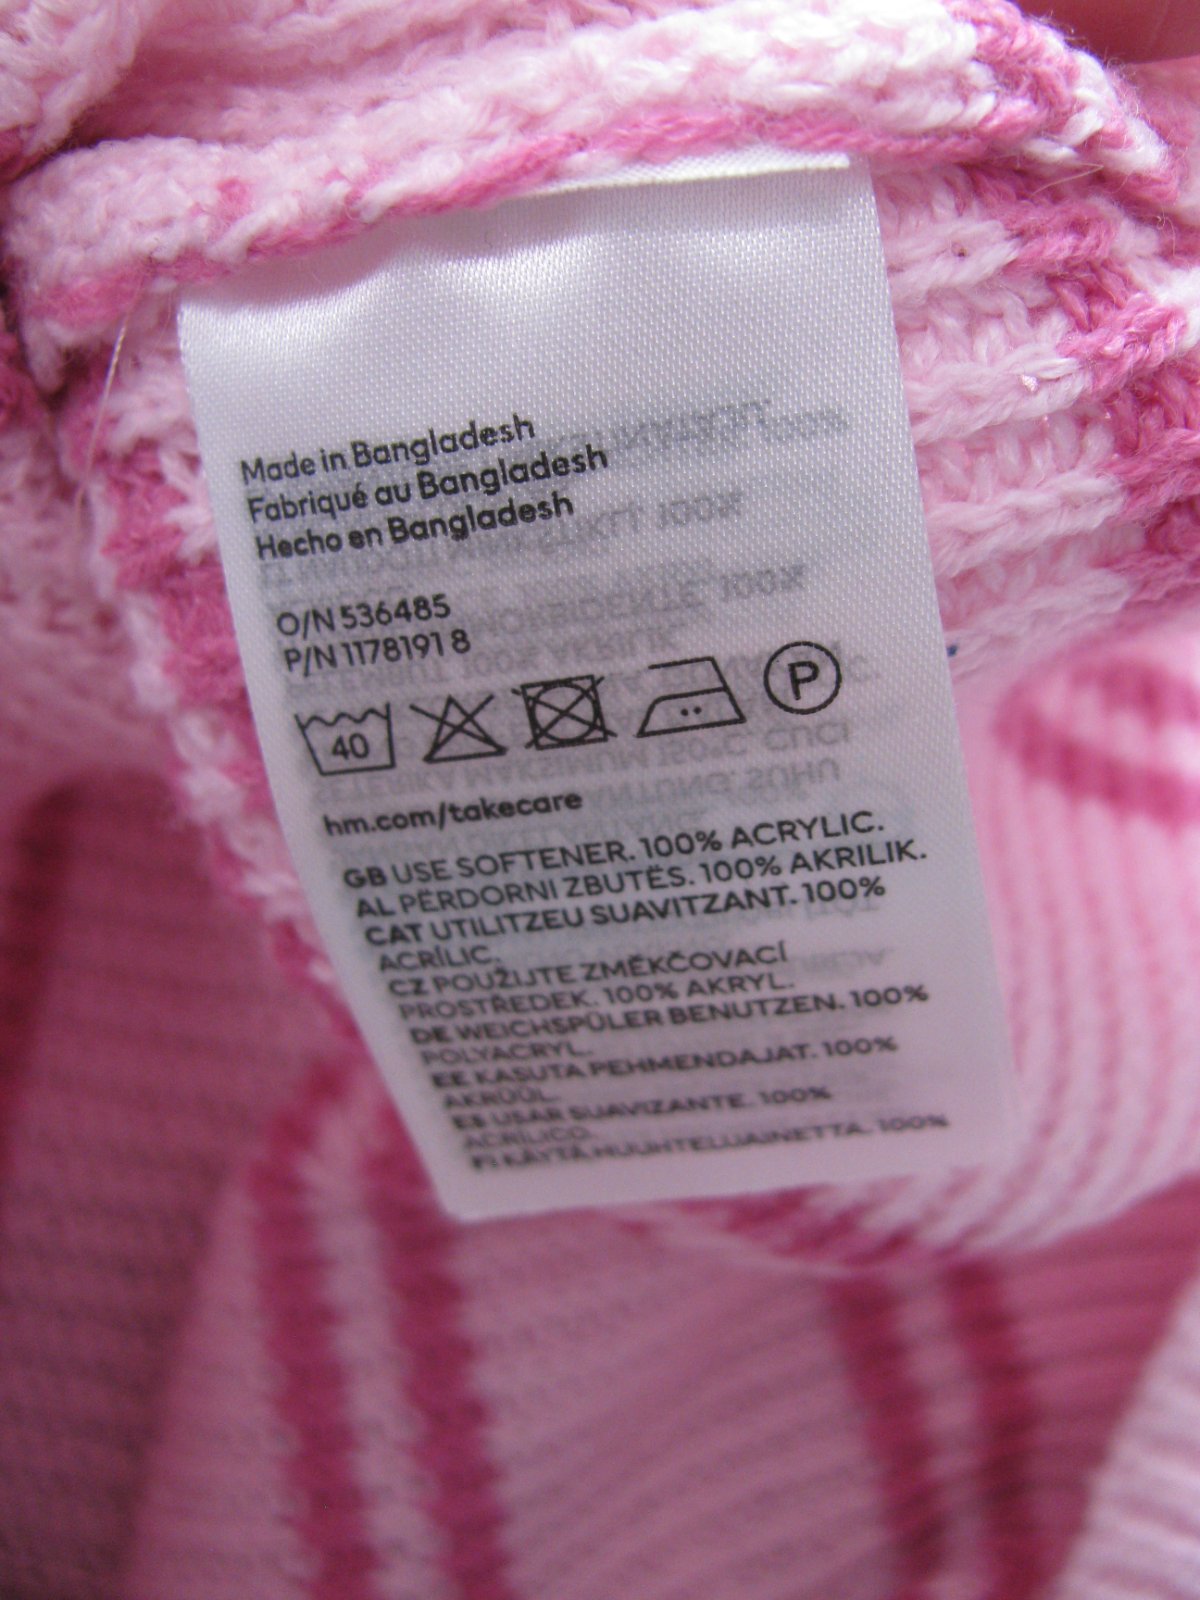 Made in Bangladesh
Fabriqué au Bangladesh
Hecho en Bangladesh
O/N 536485
P/N 1178191 8
40
P
hm.com/takecare
GB USE SOFTENER. 100% ACRYLIC.
AL PËRDORNI ZBUTËS. 100% AKRILIK.
CAT UTILITZEU SUAVITZANT. 100%
ACRÍLIC.
CZ POUŽIJTE ZMĚKČOVACÍ
PROSTŘEDEK. 100% AKRYL.
DE WEICHSPÜLER BENUTZEN. 100%
POLYACRYL.
EE KASUTA PEHMENDAJAT. 100%
AKRÜÜL.
ES USAR SUAVIZANTE. 100%
ACRÍLICO.
FI KÄYTÄ HUUHTELUAINETTA. 100%